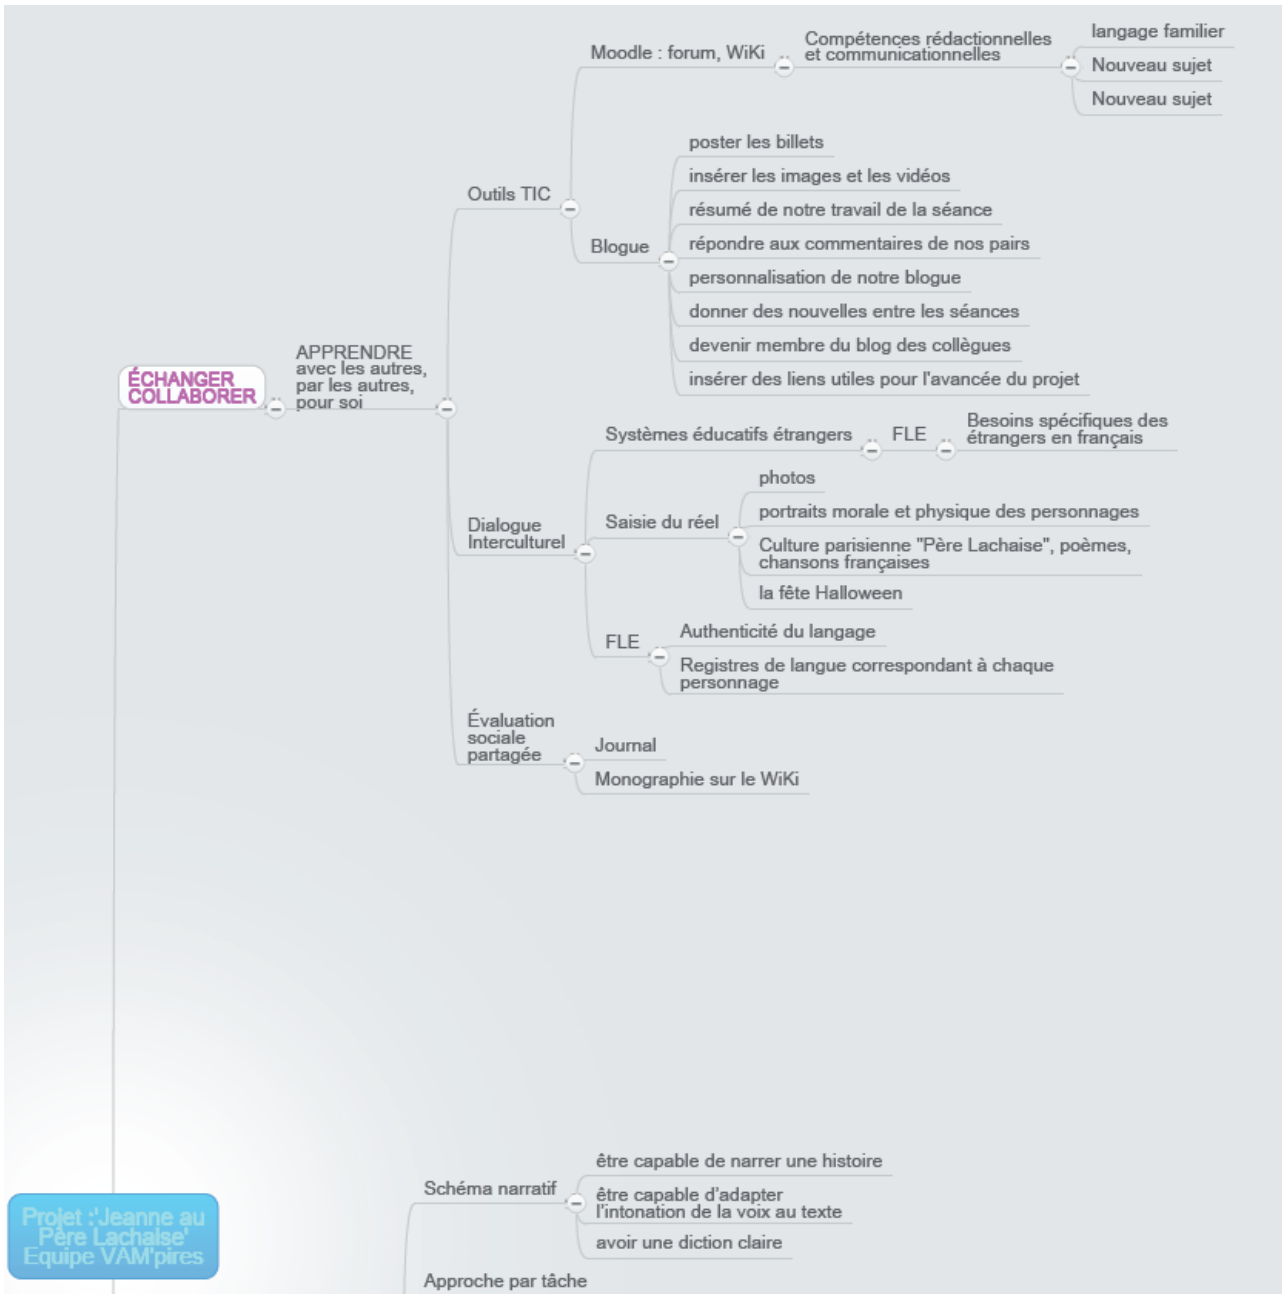 Moodle : forum, WiKi
Compétences rédactionnelles
et communicationnelles
langage familier
Nouveau sujet
Nouveau sujet
Outils TIC
Blogue
poster les billets
insérer les images et les vidéos
résumé de notre travail de la séance
répondre aux commentaires de nos pairs
personnalisation de notre blogue
donner des nouvelles entre les séances
devenir membre du blog des collègues
insérer des liens utiles pour l'avancée du projet
ÉCHANGER
COLLABORER
APPRENDRE
avec les autres,
par les autres,
pour soi
Systèmes éducatifs étrangers
FLE
Besoins spécifiques des
étrangers en français
Dialogue
Interculturel
Saisie du réel
photos
portraits morale et physique des personnages
Culture parisienne "Père Lachaise", poèmes,
chansons françaises
la fête Halloween
FLE
Authenticité du langage
Registres de langue correspondant à chaque
personnage
Évaluation
sociale
partagée
Journal
Monographie sur le WiKi
Projet :'Jeanne au
Père Lachaise'
Equipe VAM'pires
Schéma narratif
être capable de narrer une histoire
être capable d'adapter
l'intonation de la voix au texte
avoir une diction claire
Approche par tâche